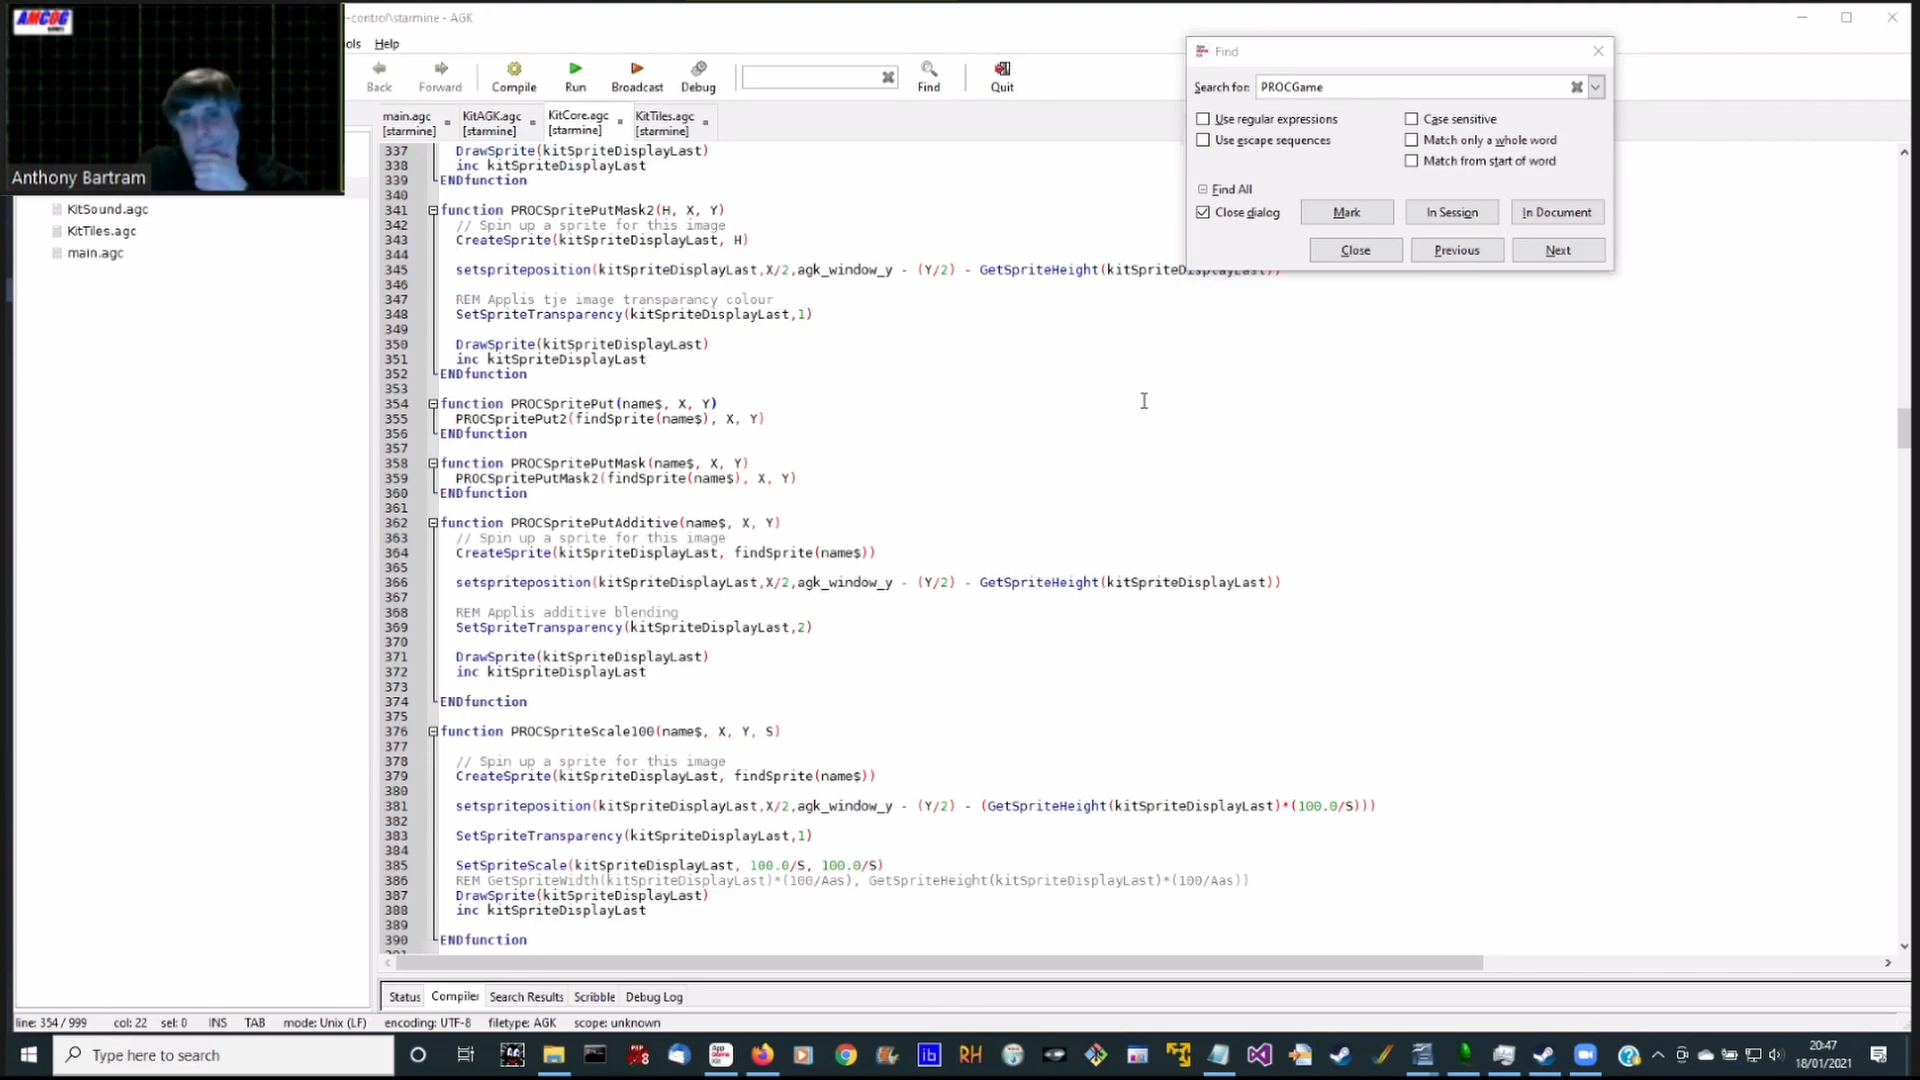 AMCOG
GAMES
Anthony Bartram
-control\starmine - AGK
ols Help
Back Forward Compile Run Broadcast Debug Find Quit
main.agc
[starmine]
KitAGK.agc
[starmine]
KitCore.agc
[starmine]
KitTiles.agc
[starmine]
KitSound.agc
KitTiles.agc
main.agc
Find
Search for: PROCGame
Use regular expressions
Case sensitive
Use escape sequences
Match only a whole word
Match from start of word
Find All
Close dialog
Mark
In Session
In Document
Close
Previous
Next
337 DrawSprite(kitSpriteDisplayLast)
338 inc kitSpriteDisplayLast
339 ENDfunction
340
341 function PROCSpritePutMask2(H, X, Y)
342 // Spin up a sprite for this image
343 CreateSprite(kitSpriteDisplayLast, H)
344
345 setspriteposition(kitSpriteDisplayLast,X/2,agk_window_y - (Y/2) - GetSpriteHeight(kitSpriteDisplayLast))
346
347 REM Applis tje image transparancy colour
348 SetSpriteTransparency(kitSpriteDisplayLast,1)
349
350 DrawSprite(kitSpriteDisplayLast)
351 inc kitSpriteDisplayLast
352 ENDfunction
353
354 function PROCSpritePut(name$, X, Y)
355 PROCSpritePut2(findSprite(name$), X, Y)
356 ENDfunction
357
358 function PROCSpritePutMask(name$, X, Y)
359 PROCSpritePutMask2(findSprite(name$), X, Y)
360 ENDfunction
361
362 function PROCSpritePutAdditive(name$, X, Y)
363 // Spin up a sprite for this image
364 CreateSprite(kitSpriteDisplayLast, findSprite(name$))
365
366 setspriteposition(kitSpriteDisplayLast,X/2,agk_window_y - (Y/2) - GetSpriteHeight(kitSpriteDisplayLast))
367
368 REM Applis additive blending
369 SetSpriteTransparency(kitSpriteDisplayLast,2)
370
371 DrawSprite(kitSpriteDisplayLast)
372 inc kitSpriteDisplayLast
373
374 ENDfunction
375
376 function PROCSpriteScale100(name$, X, Y, S)
377
378 // Spin up a sprite for this image
379 CreateSprite(kitSpriteDisplayLast, findSprite(name$))
380
381 setspriteposition(kitSpriteDisplayLast,X/2,agk_window_y - (Y/2) - (GetSpriteHeight(kitSpriteDisplayLast)*(100.0/S)))
382
383 SetSpriteTransparency(kitSpriteDisplayLast,1)
384
385 SetSpriteScale(kitSpriteDisplayLast, 100.0/S, 100.0/S)
386 REM GetSpriteWidth(kitSpriteDisplayLast)*(100/Aas), GetSpriteHeight(kitSpriteDisplayLast)*(100/Aas))
387 DrawSprite(kitSpriteDisplayLast)
388 inc kitSpriteDisplayLast
389
390 ENDfunction
Status Compiler Search Results Scribble Debug Log
line: 354 / 999 col: 22 sel: 0 INS TAB mode: Unix (LF) encoding: UTF-8 filetype: AGK scope: unknown
Type here to search
20:47
18/01/2021